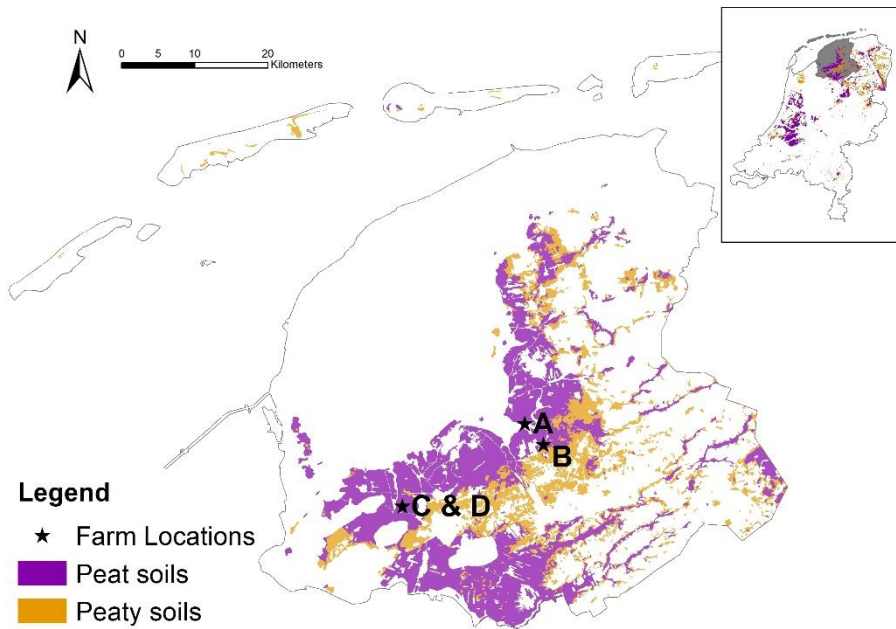 N
0 5 10 20
Kilometers
A
B
C & D
Legend
Farm Locations
Peat soils
Peaty soils